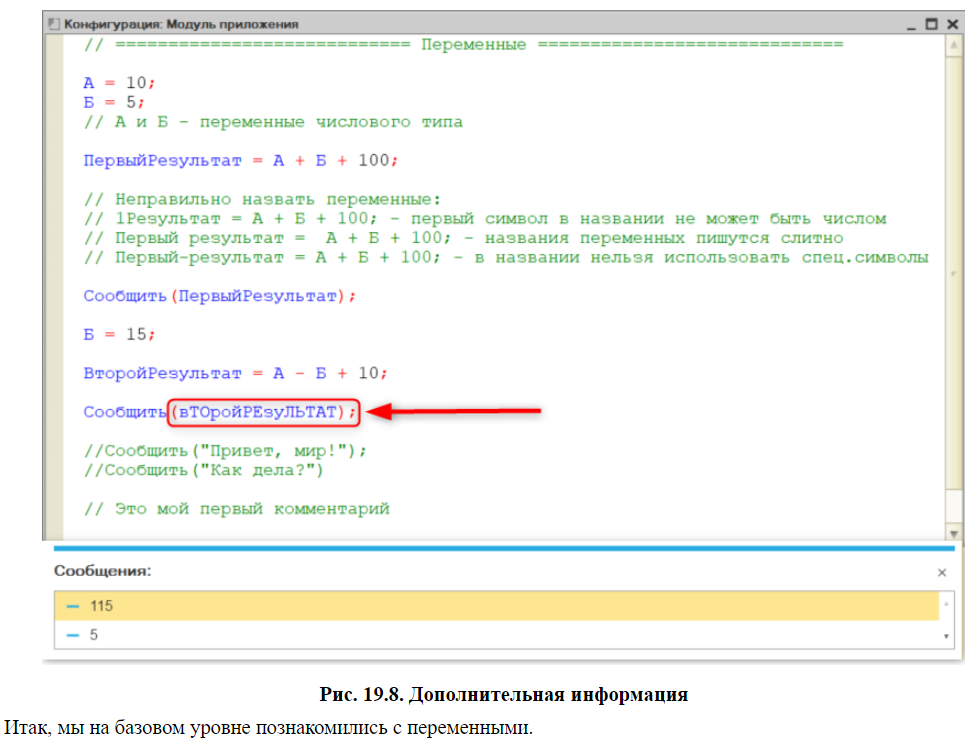 Конфигурация: Модуль приложения
// ============================ Переменные =============================
А = 10;
Б = 5;
// А и Б - переменные числового типа
ПервыйРезультат = А + Б + 100;
// Неправильно назвать переменные:
// 1Результат = А + Б + 100; - первый символ в названии не может быть числом
// Первый результат =  А + Б + 100; - названия переменных пишутся слитно
// Первый-результат = А + Б + 100; - в названии нельзя использовать спец.символы
Сообщить(ПервыйРезультат);
Б = 15;
ВторойРезультат = А - Б + 10;
Сообщить(вТОройРЕзуЛЬТАТ);
//Сообщить("Привет, мир!");
//Сообщить("Как дела?")
// Это мой первый комментарий
Сообщения:
115
5
Рис. 19.8. Дополнительная информация
Итак, мы на базовом уровне познакомились с переменными.